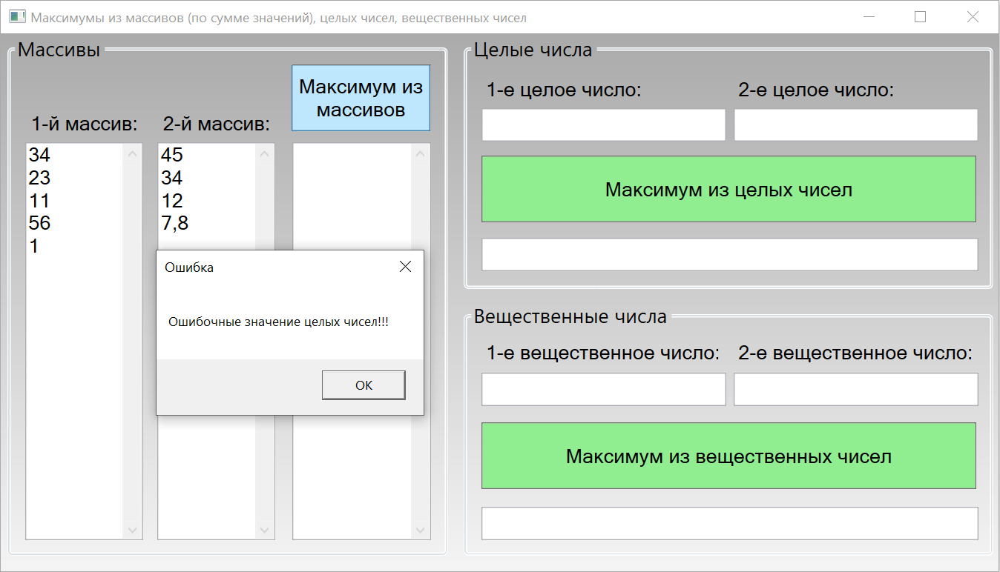 Максимумы из массивов (по сумме значений), целых чисел, вещественных чисел
Массивы
Максимум из
массивов
1-й массив:
2-й массив:
34
23
11
56
1
45
34
12
7,8
Ошибка
Ошибочные значение целых чисел!!!
OK
Целые числа
1-е целое число:
2-е целое число:
Максимум из целых чисел
Вещественные числа
1-е вещественное число:
2-е вещественное число:
Максимум из вещественных чисел